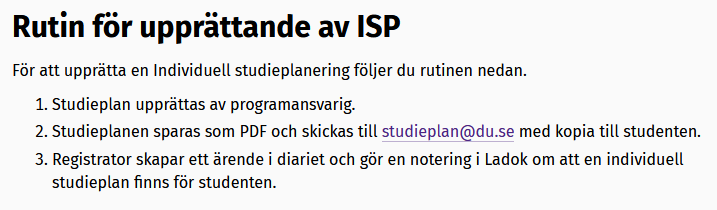 Rutin för upprättande av ISP
För att upprätta en Individuell studieplanering följer du rutinen nedan.
1. Studieplan upprättas av programansvarig.
2. Studieplanen sparas som PDF och skickas till studieplan@du.se med kopia till studenten.
3. Registrator skapar ett ärende i diariet och gör en notering i Ladok om att en individuell
studieplan finns för studenten.